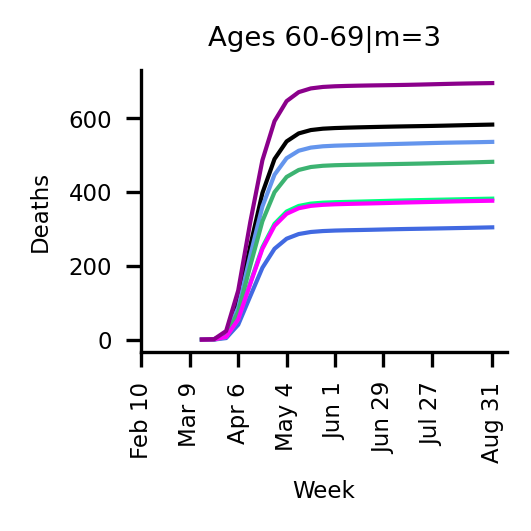 Ages 60-69|m=3
Deaths
600
400
200
0
Feb 10
Mar 9
Apr 6
May 4
Jun 1
Jun 29
Jul 27
Aug 31
Week